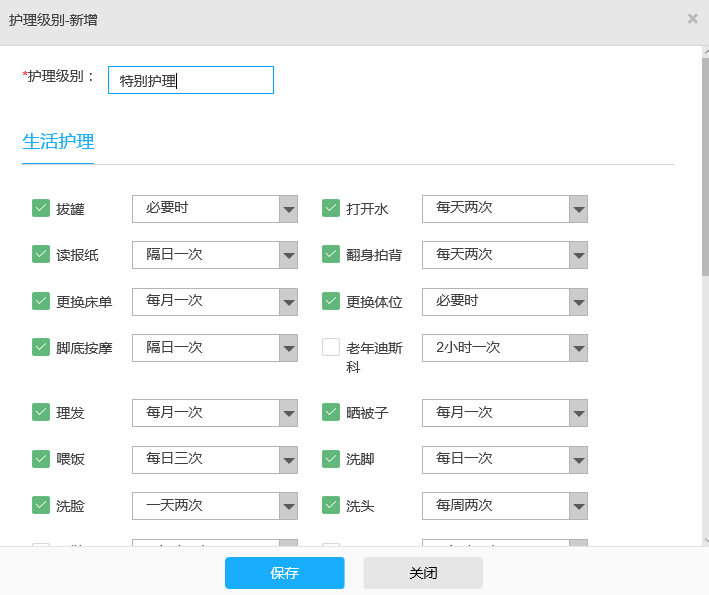 护理级别-新增
*护理级别： 特别护理
生活护理
拔罐 必要时 打开水 每天两次
读报纸 隔日一次 翻身拍背 每天两次
更换床单 每月一次 更换体位 必要时
脚底按摩 隔日一次 老年迪斯 2小时一次
科
理发 每月一次 晒被子 每月一次
喂饭 每日三次 洗脚 每日一次
洗脸 一天两次 洗头 每周两次
保存 关闭